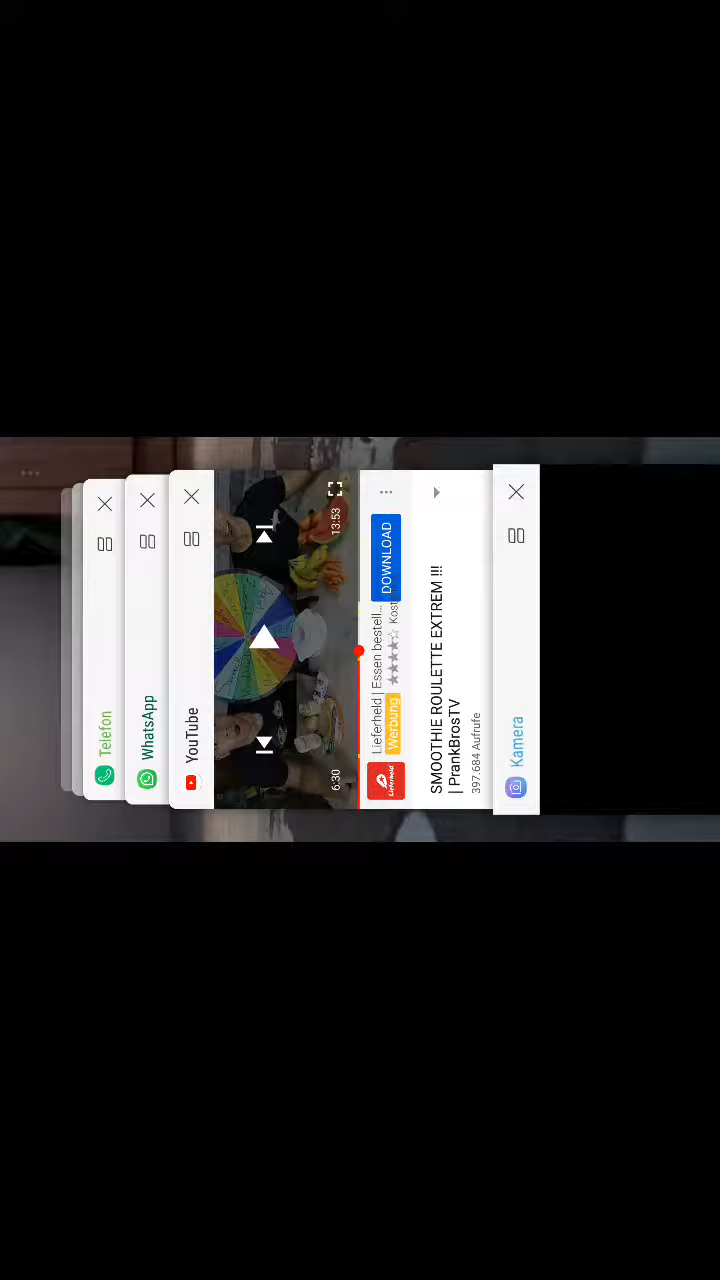 Telefon
WhatsApp
YouTube
6:30
13:53
Lieferheld | Essen bestell...
Werbung
DOWNLOAD
Lieferheld
SMOOTHIE ROULETTE EXTREM !!!
| PrankBrosTV
397.684 Aufrufe
Kamera